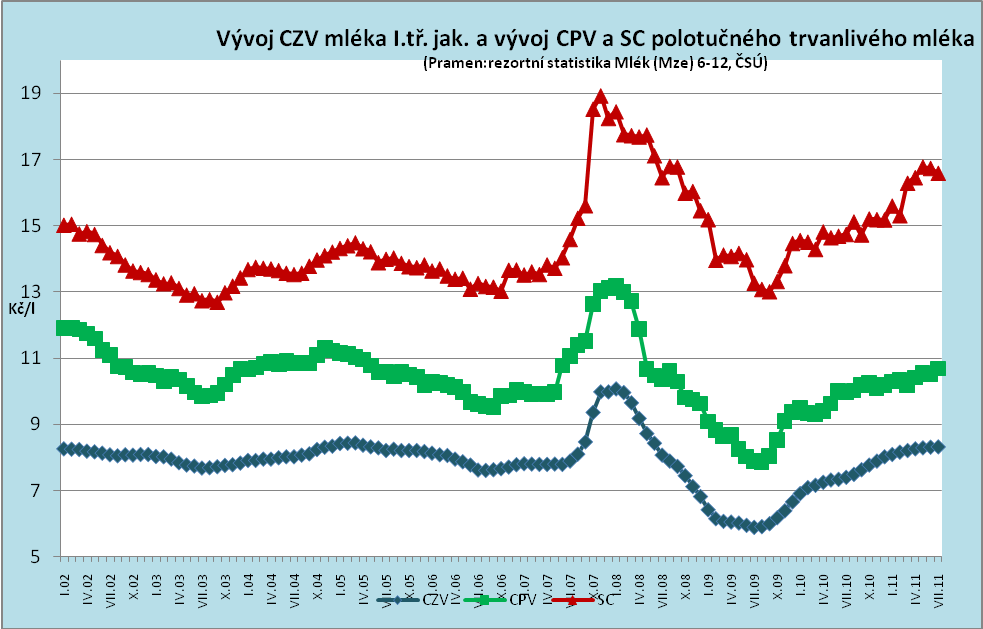 Vývoj CZV mléka I.tř. jak. a vývoj CPV a SC polotučného trvanlivého mléka
(Pramen:rezortní statistika Mlék (Mze) 6-12, ČSÚ)
19
17
15
13
Kč/l
11
9
7
5
I.02 IV.02 VII.02 X.02 I.03 IV.03 VII.03 X.03 I.04 IV.04 VII.04 X.04 I.05 IV.05 VII.05 X.05 I.06 IV.06 VII.06 X.06 I.07 IV.07 VII.07 X.07 I.08 IV.08 VII.08 X.08 I.09 IV.09 VII.09 X.09 I.10 IV.10 VII.10 X.10 I.11 IV.11 VII.11
CZV CPV SC